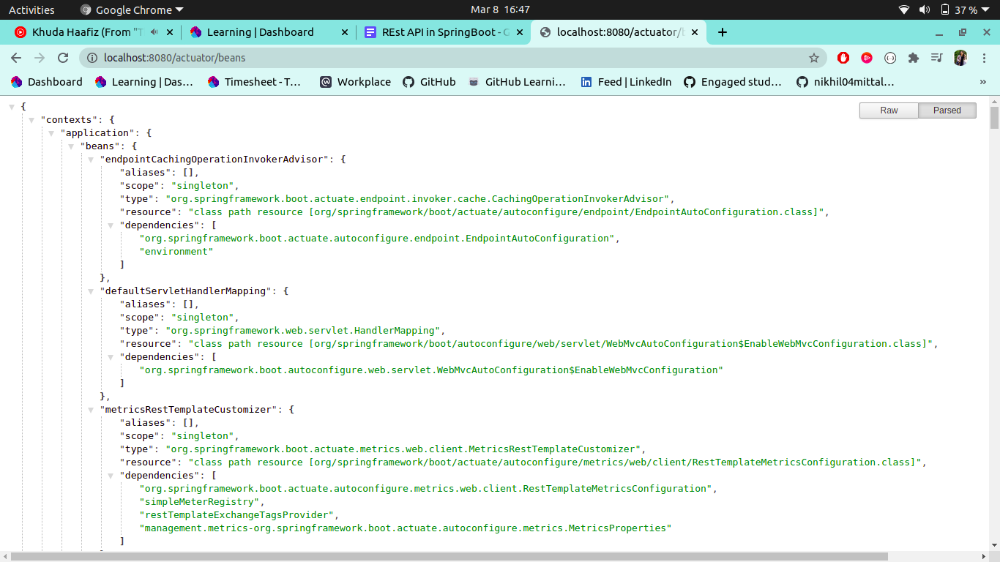 Activities Google Chrome Mar 8 16:47 37 %
Khuda Haafiz (From "T Learning | Dashboard REst API in SpringBoot - G localhost:8080/actuator/b
localhost:8080/actuator/beans
Dashboard Learning | Das… Timesheet - T… Workplace GitHub GitHub Learni… Feed | LinkedIn Engaged stud… nikhil04mittal… »
Raw Parsed
{
"contexts": {
"application": {
"beans": {
"endpointCachingOperationInvokerAdvisor": {
"aliases": [],
"scope": "singleton",
"type": "org.springframework.boot.actuate.endpoint.invoker.cache.CachingOperationInvokerAdvisor",
"resource": "class path resource [org/springframework/boot/actuate/autoconfigure/endpoint/EndpointAutoConfiguration.class]",
"dependencies": [
"org.springframework.boot.actuate.autoconfigure.endpoint.EndpointAutoConfiguration",
"environment"
]
},
"defaultServletHandlerMapping": {
"aliases": [],
"scope": "singleton",
"type": "org.springframework.web.servlet.HandlerMapping",
"resource": "class path resource [org/springframework/boot/autoconfigure/web/servlet/WebMvcAutoConfiguration$EnableWebMvcConfiguration.class]",
"dependencies": [
"org.springframework.boot.autoconfigure.web.servlet.WebMvcAutoConfiguration$EnableWebMvcConfiguration"
]
},
"metricsRestTemplateCustomizer": {
"aliases": [],
"scope": "singleton",
"type": "org.springframework.boot.actuate.metrics.web.client.MetricsRestTemplateCustomizer",
"resource": "class path resource [org/springframework/boot/actuate/autoconfigure/metrics/web/client/RestTemplateMetricsConfiguration.class]",
"dependencies": [
"org.springframework.boot.actuate.autoconfigure.metrics.web.client.RestTemplateMetricsConfiguration",
"simpleMeterRegistry",
"restTemplateExchangeTagsProvider",
"management.metrics-org.springframework.boot.actuate.autoconfigure.metrics.MetricsProperties"
]